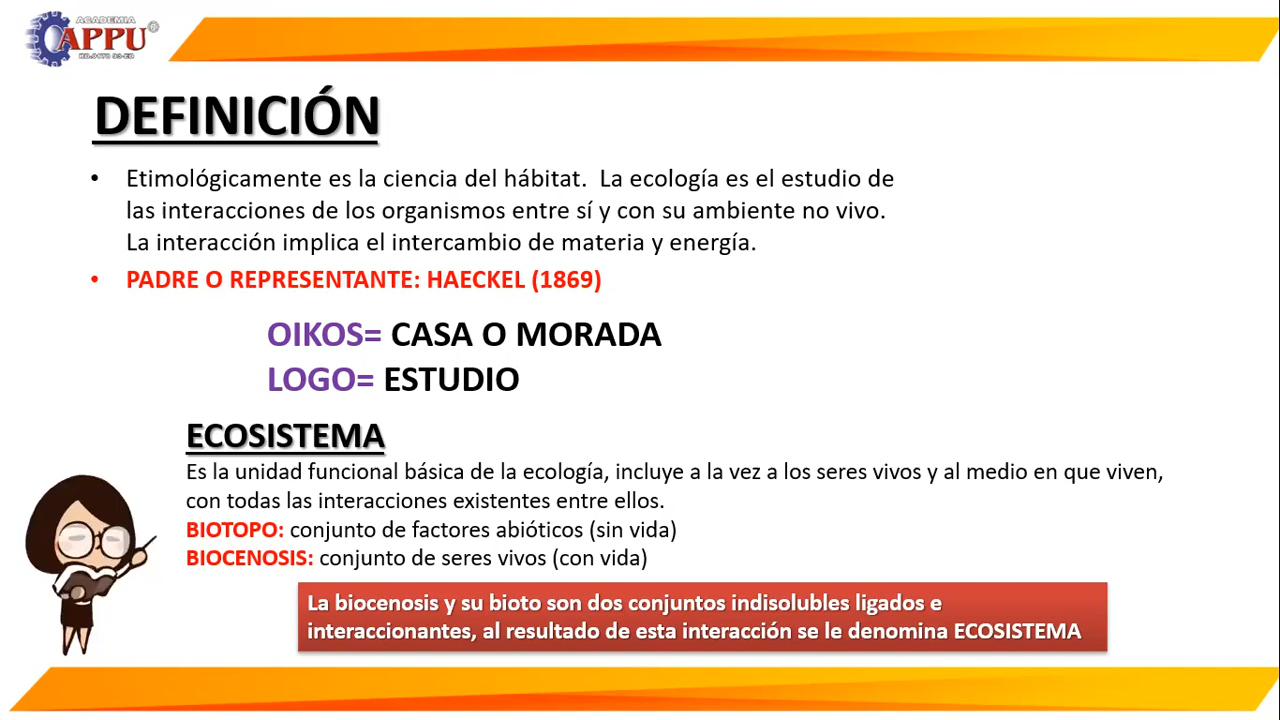 ACADEMIA
APPU®
DEFINICIÓN
• Etimológicamente es la ciencia del hábitat. La ecología es el estudio de
las interacciones de los organismos entre sí y con su ambiente no vivo.
La interacción implica el intercambio de materia y energía.
• PADRE O REPRESENTANTE: HAECKEL (1869)
OIKOS= CASA O MORADA
LOGO= ESTUDIO
ECOSISTEMA
Es la unidad funcional básica de la ecología, incluye a la vez a los seres vivos y al medio en que viven,
con todas las interacciones existentes entre ellos.
BIOTOPO: conjunto de factores abióticos (sin vida)
BIOCENOSIS: conjunto de seres vivos (con vida)
La biocenosis y su bioto son dos conjuntos indisolubles ligados e
interaccionantes, al resultado de esta interacción se le denomina ECOSISTEMA